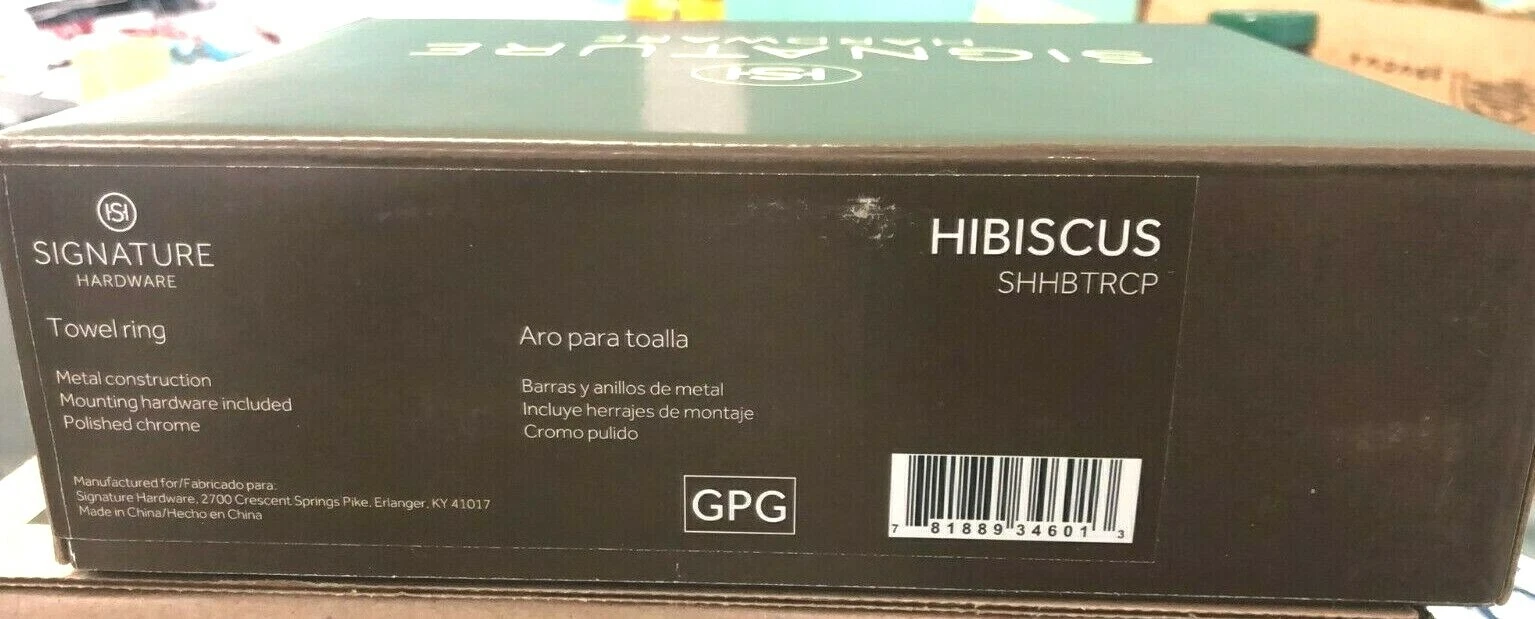 SIGNATURE
HARDWARE
ISI
ISI
SIGNATURE
HARDWARE
HIBISCUS
SHHBTRCP
Towel ring
Metal construction
Mounting hardware included
Polished chrome
Aro para toalla
Barras y anillos de metal
Incluye herrajes de montaje
Cromo pulido
Manufactured for/Fabricado para:
Signature Hardware, 2700 Crescent Springs Pike, Erlanger, KY 41017
Made in China/Hecho en China
GPG
7 81889 34601 3